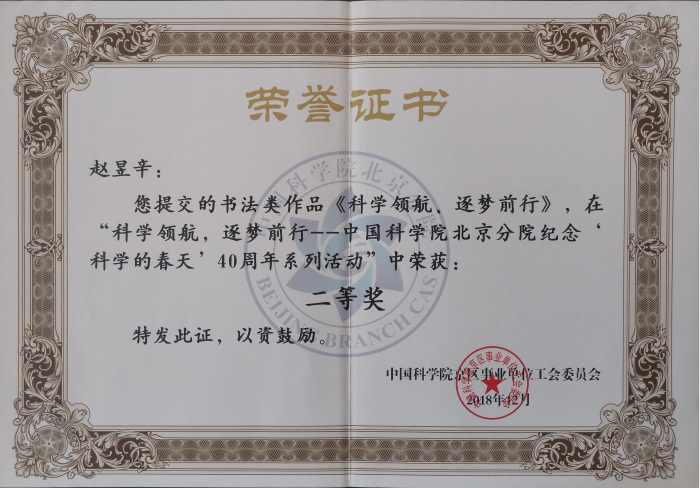 荣誉证书
赵昱辛：
您提交的书法类作品《科学领航，逐梦前行》，在
“科学领航，逐梦前行--中国科学院北京分院纪念‘
科学的春天’40周年系列活动”中荣获：
二等奖
特发此证，以资鼓励。
中国科学院京区事业单位工会委员会
2018年12月